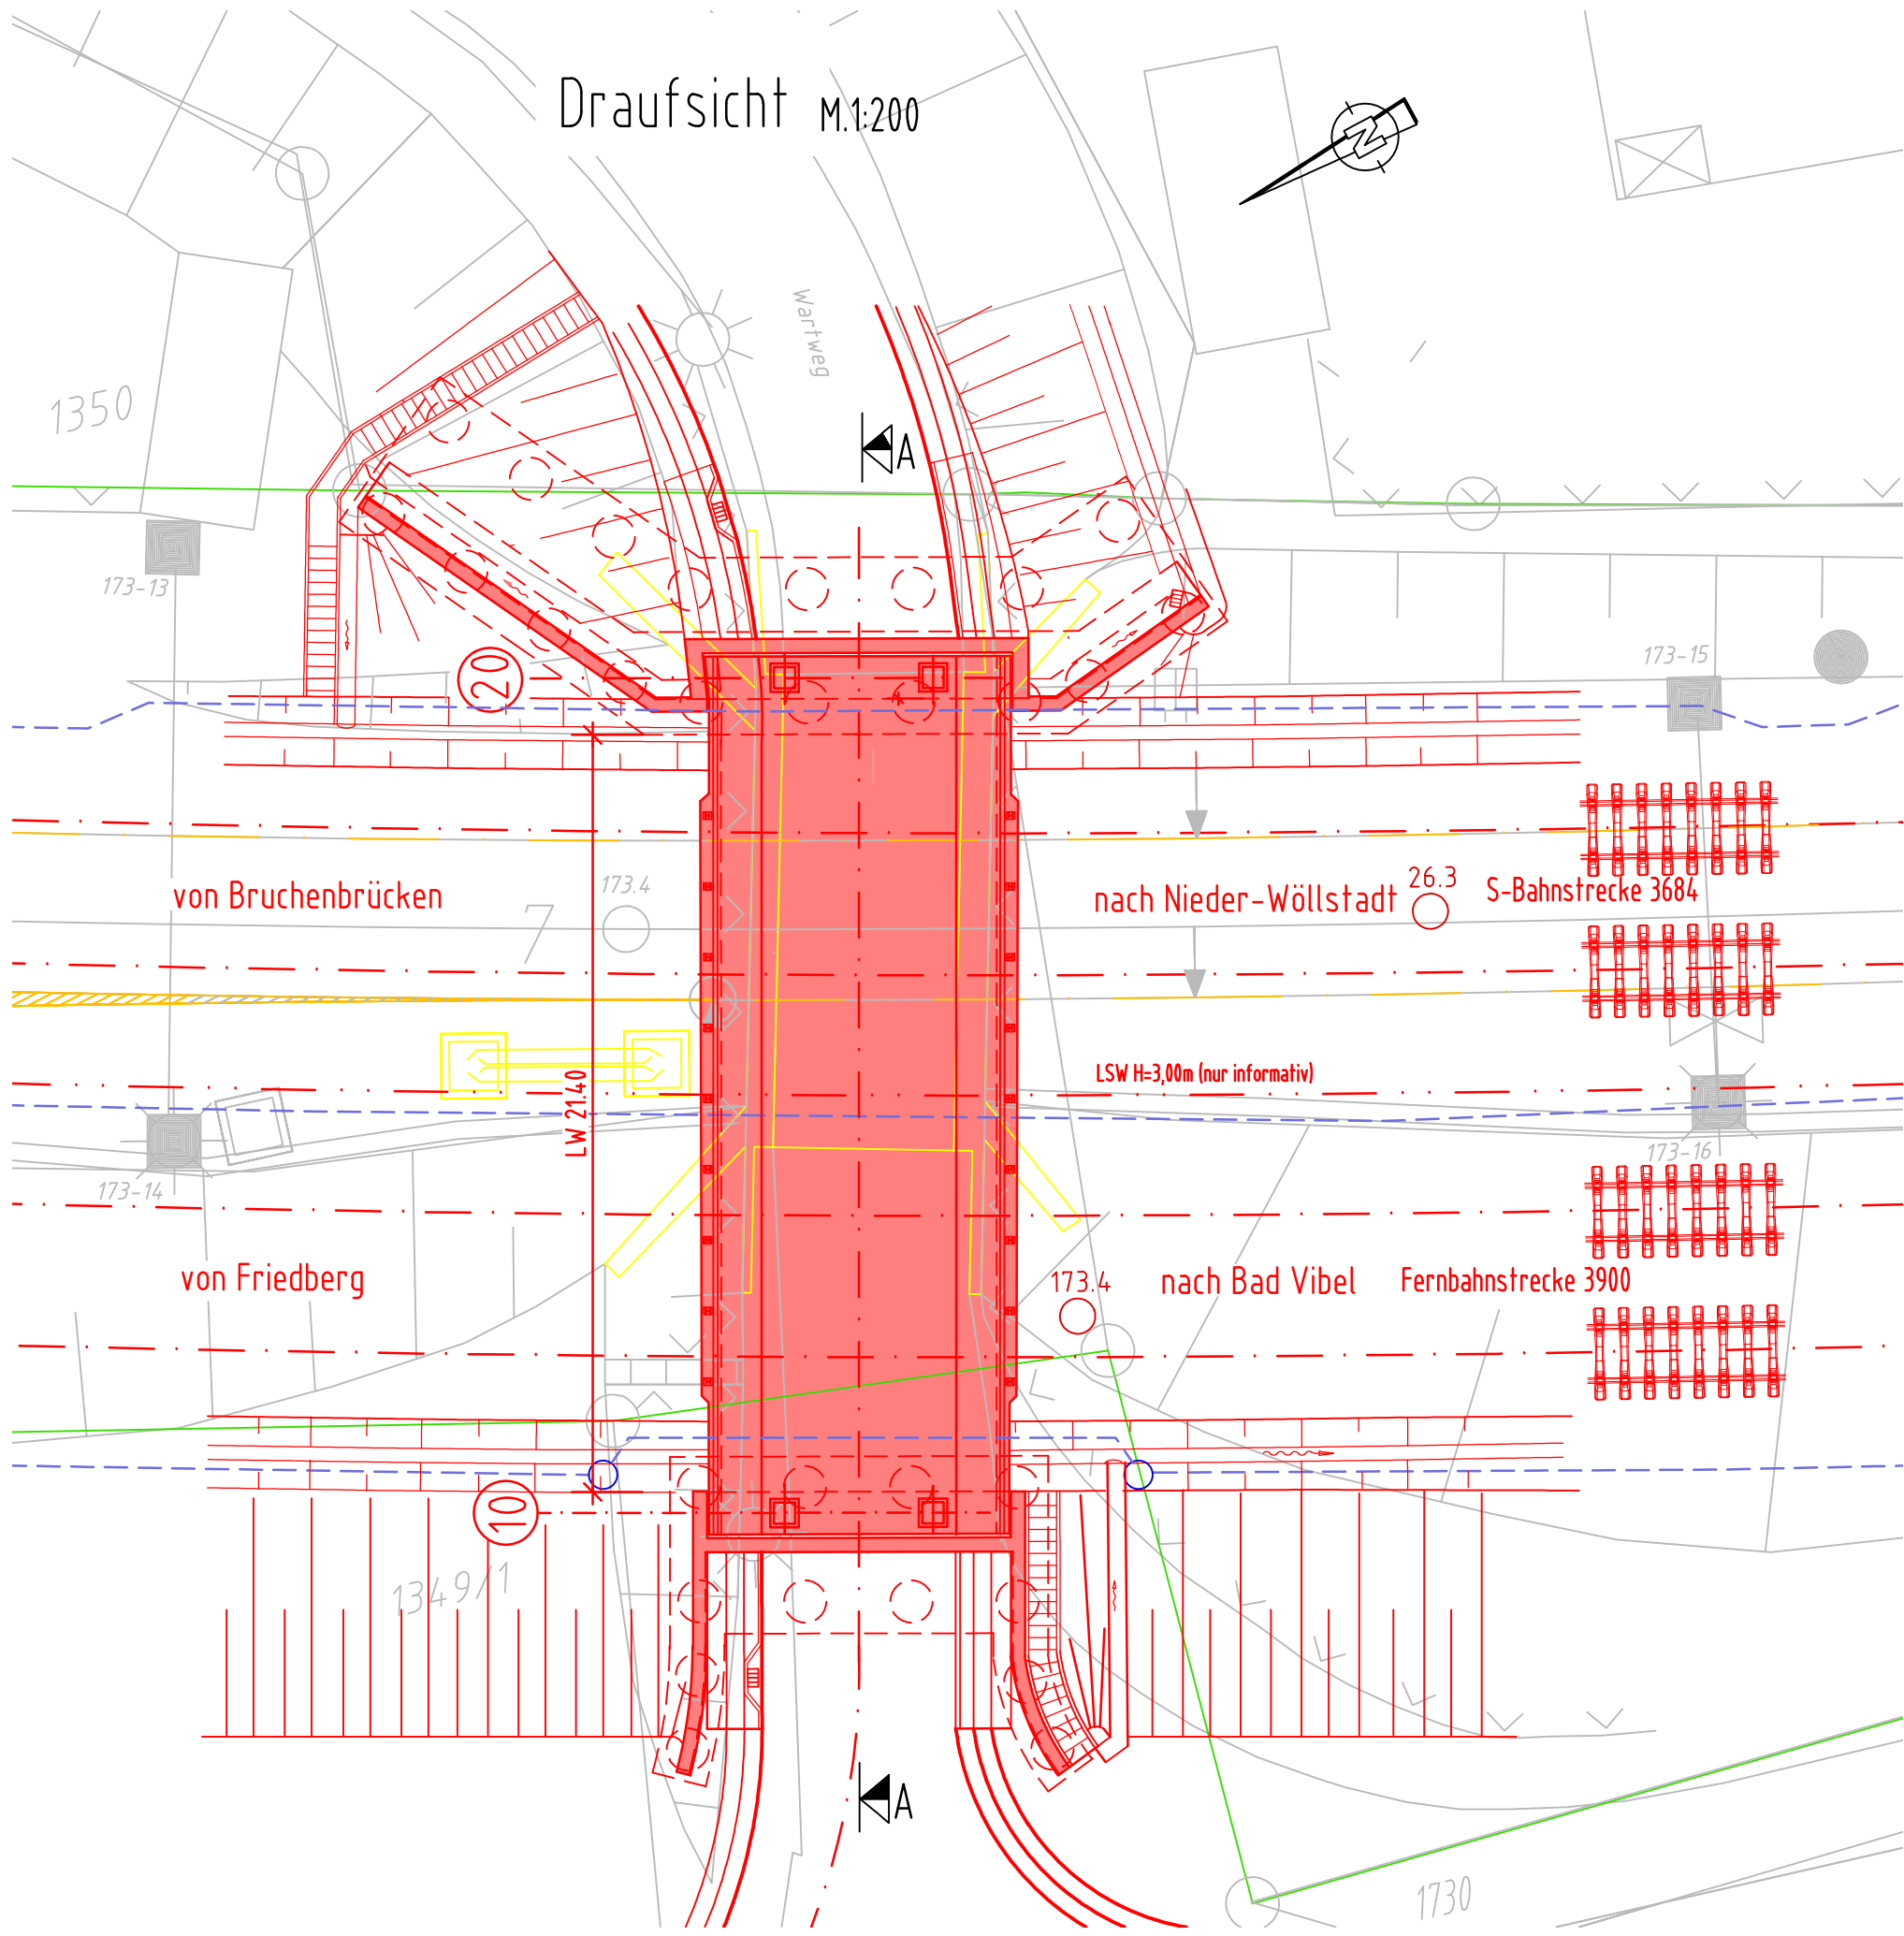 Draufsicht M.1:200
N
Wartweg
1350
A
173-13
20
173-15
von Bruchenbrücken
173.4
7
nach Nieder-Wöllstadt
26.3
S-Bahnstrecke 3684
LW 21.40
LSW H=3,00m (nur informativ)
173-14
173-16
von Friedberg
173.4
nach Bad Vibel
Fernbahnstrecke 3900
10
1349/1
A
1730